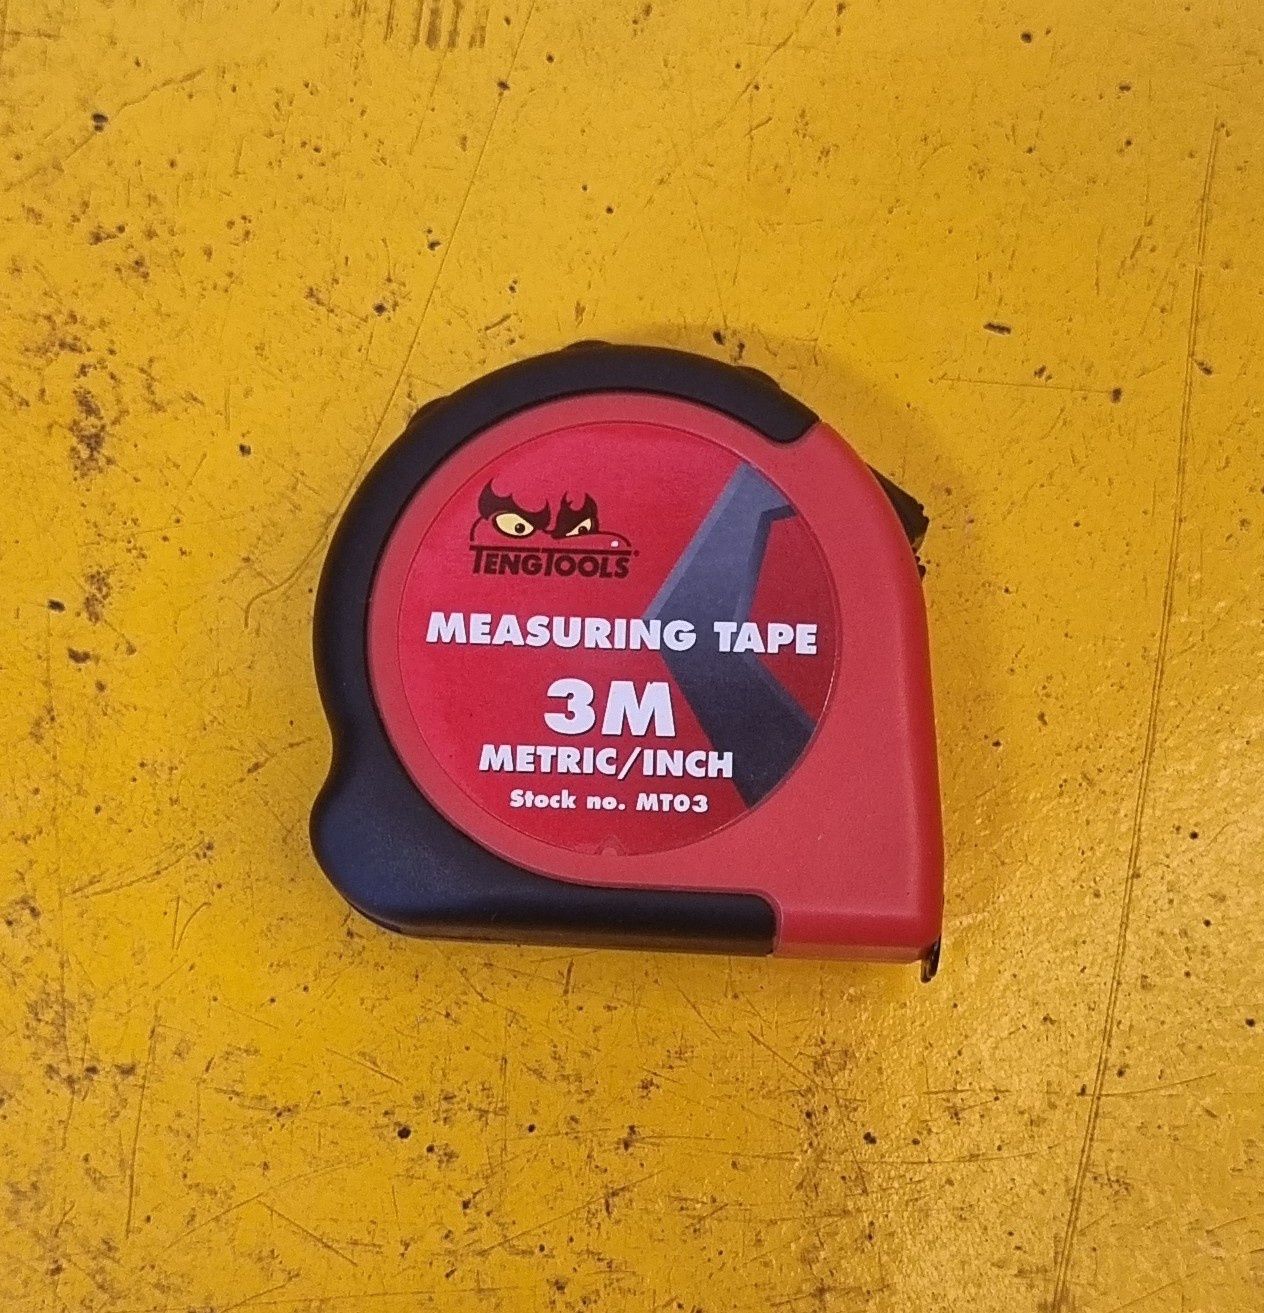 TENGTOOLS®
MEASURING TAPE
3M
METRIC/INCH
Stock no. MT03